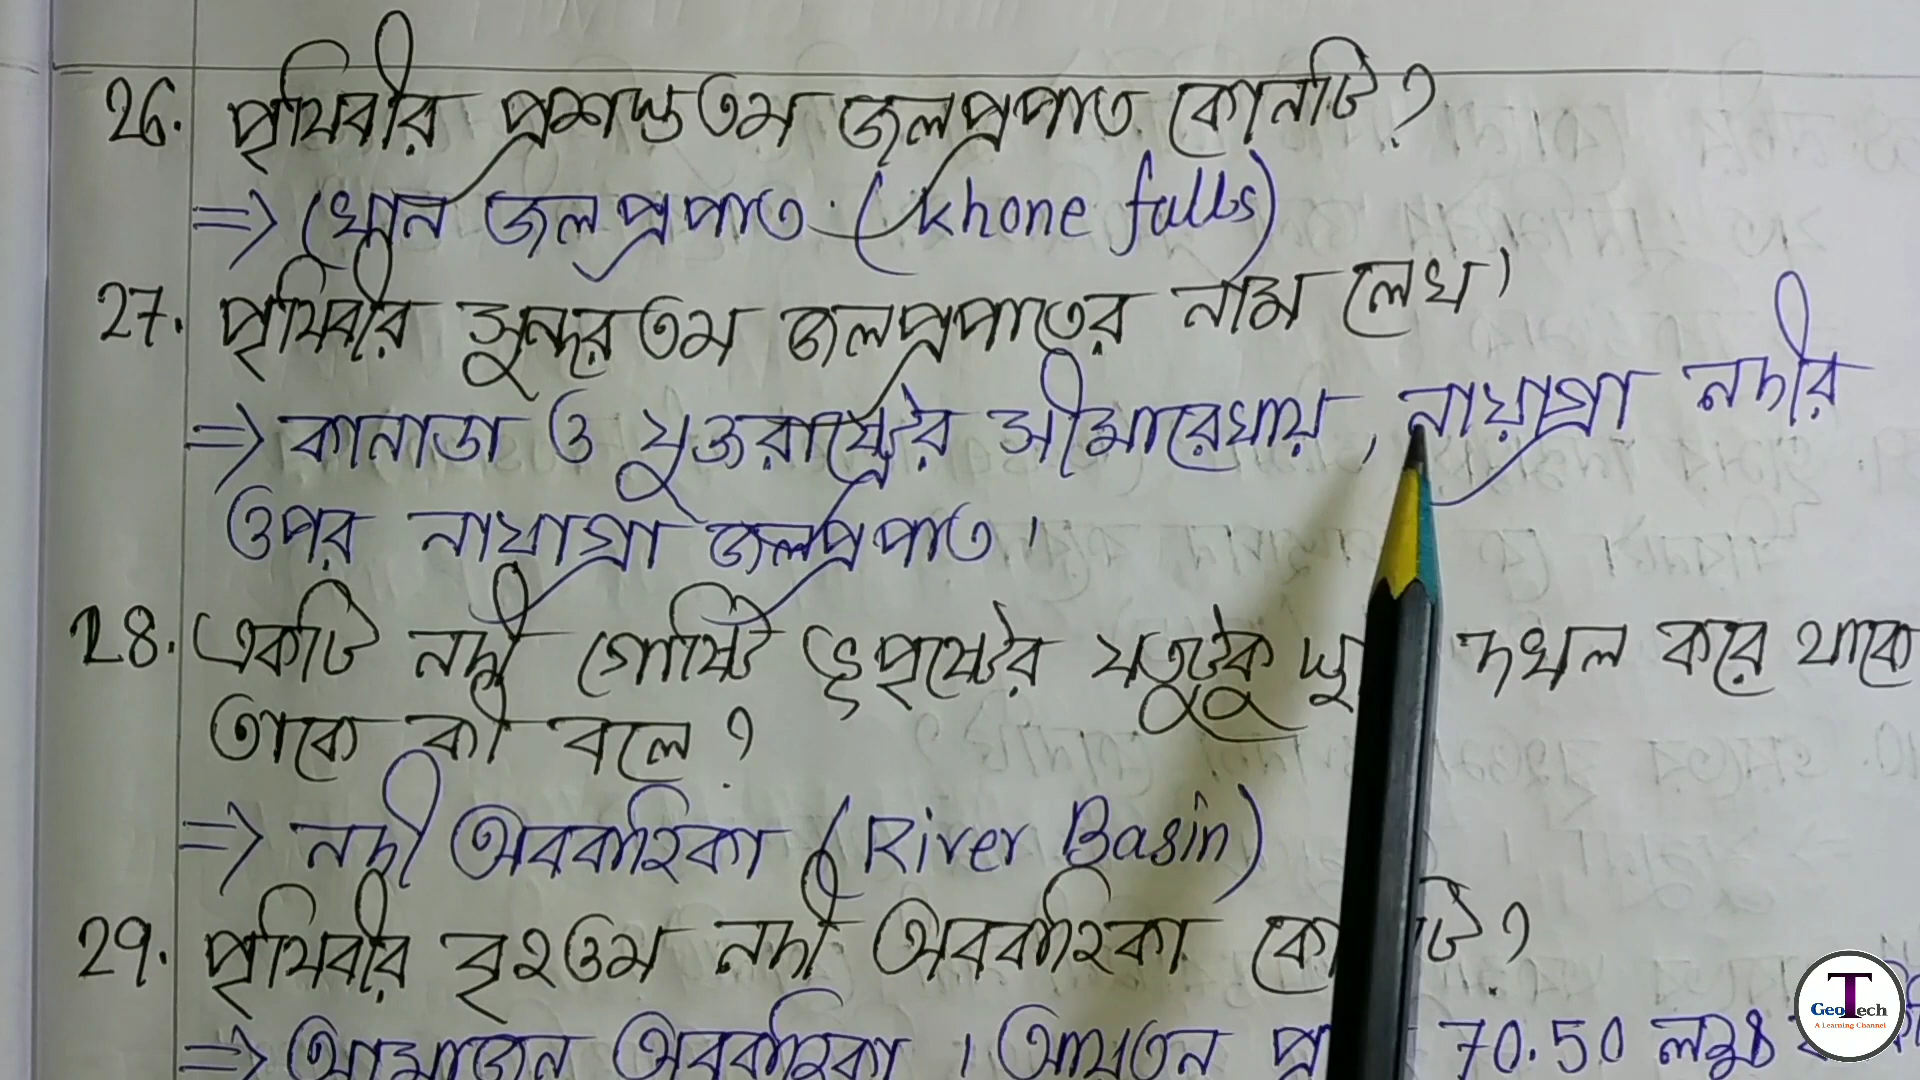 26. পৃথিবীর প্রশস্ততম জলপ্রপাত কোনটি?
=> খোন জলপ্রপাত. (Khone falls)
27. পৃথিবীর সুন্দরতম জলপ্রপাতের নাম লেখ।
=> কানাডা ও যুক্তরাষ্ট্রের সীমারেখায়, নায়াগ্রা নদীর
ওপর নায়াগ্রা জলপ্রপাত।
28. একটি নদী গোষ্টি ভূপৃষ্টের যতটুকু দখল করে থাকে
তাকে কী বলে?
=> নদী অববাহিকা (River Basin)
29. পৃথিবীর বৃহত্তম নদী অববাহিকা কোনটি?
=> আমাজন অববাহিকা। আয়তন 70.50 লক্ষ
GeoTech
A Learning Channel